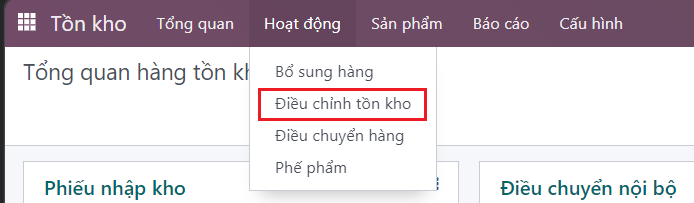 Tồn kho Tổng quan Hoạt động Sản phẩm Báo cáo Cấu hình
Tổng quan hàng tồn kh
Bổ sung hàng
Điều chỉnh tồn kho
Điều chuyển hàng
Phế phẩm
Phiếu nhập kho
Điều chuyển nội bộ